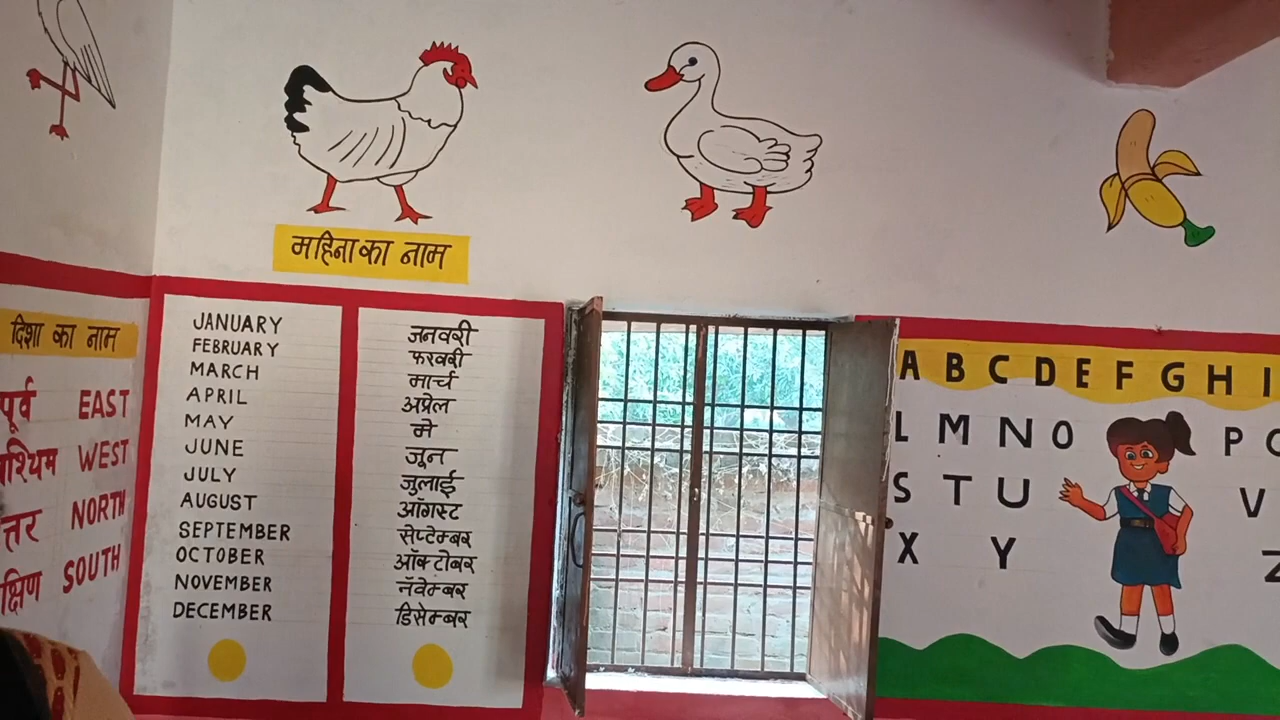 महिना का नाम
दिशा का नाम
पूर्व EAST
श्चिम WEST
त्तर NORTH
क्षिण SOUTH
JANUARY
FEBRUARY
MARCH
APRIL
MAY
JUNE
JULY
AUGUST
SEPTEMBER
OCTOBER
NOVEMBER
DECEMBER
जनवरी
फरवरी
मार्च
अप्रेल
मे
जून
जुलाई
ऑगस्ट
सेप्टेम्बर
ऑक्टोबर
नॅवेम्बर
डिसेम्बर
A B C D E F G H I
L M N O P
S T U V
X Y Z